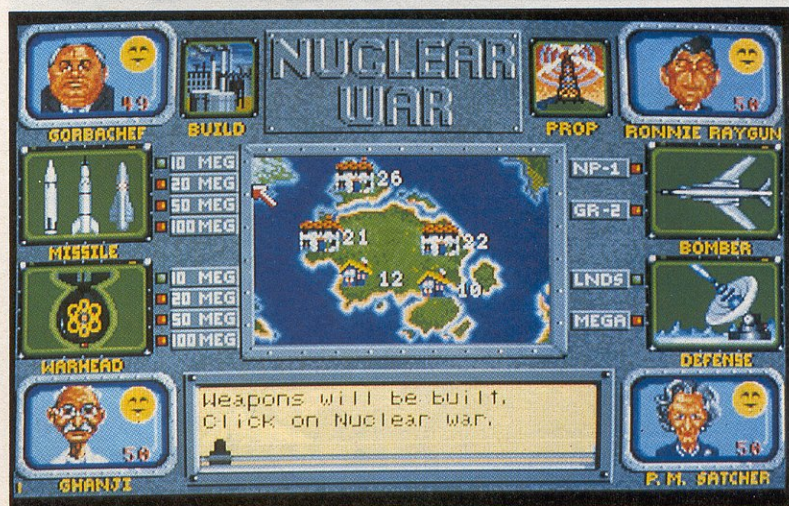 NUCLEAR
WAR
49
GORBACHEF
BUILD
PROP
50
RONNIE RAYGUN
10 MEG
20 MEG
50 MEG
100 MEG
MISSILE
26
21
22
12
10
NP-1
GR-2
BOMBER
10 MEG
20 MEG
50 MEG
100 MEG
WARHEAD
LNDS
MEGA
DEFENSE
50
GHANJI
Weapons will be built.
Click on Nuclear war.
50
P. M. SATCHER